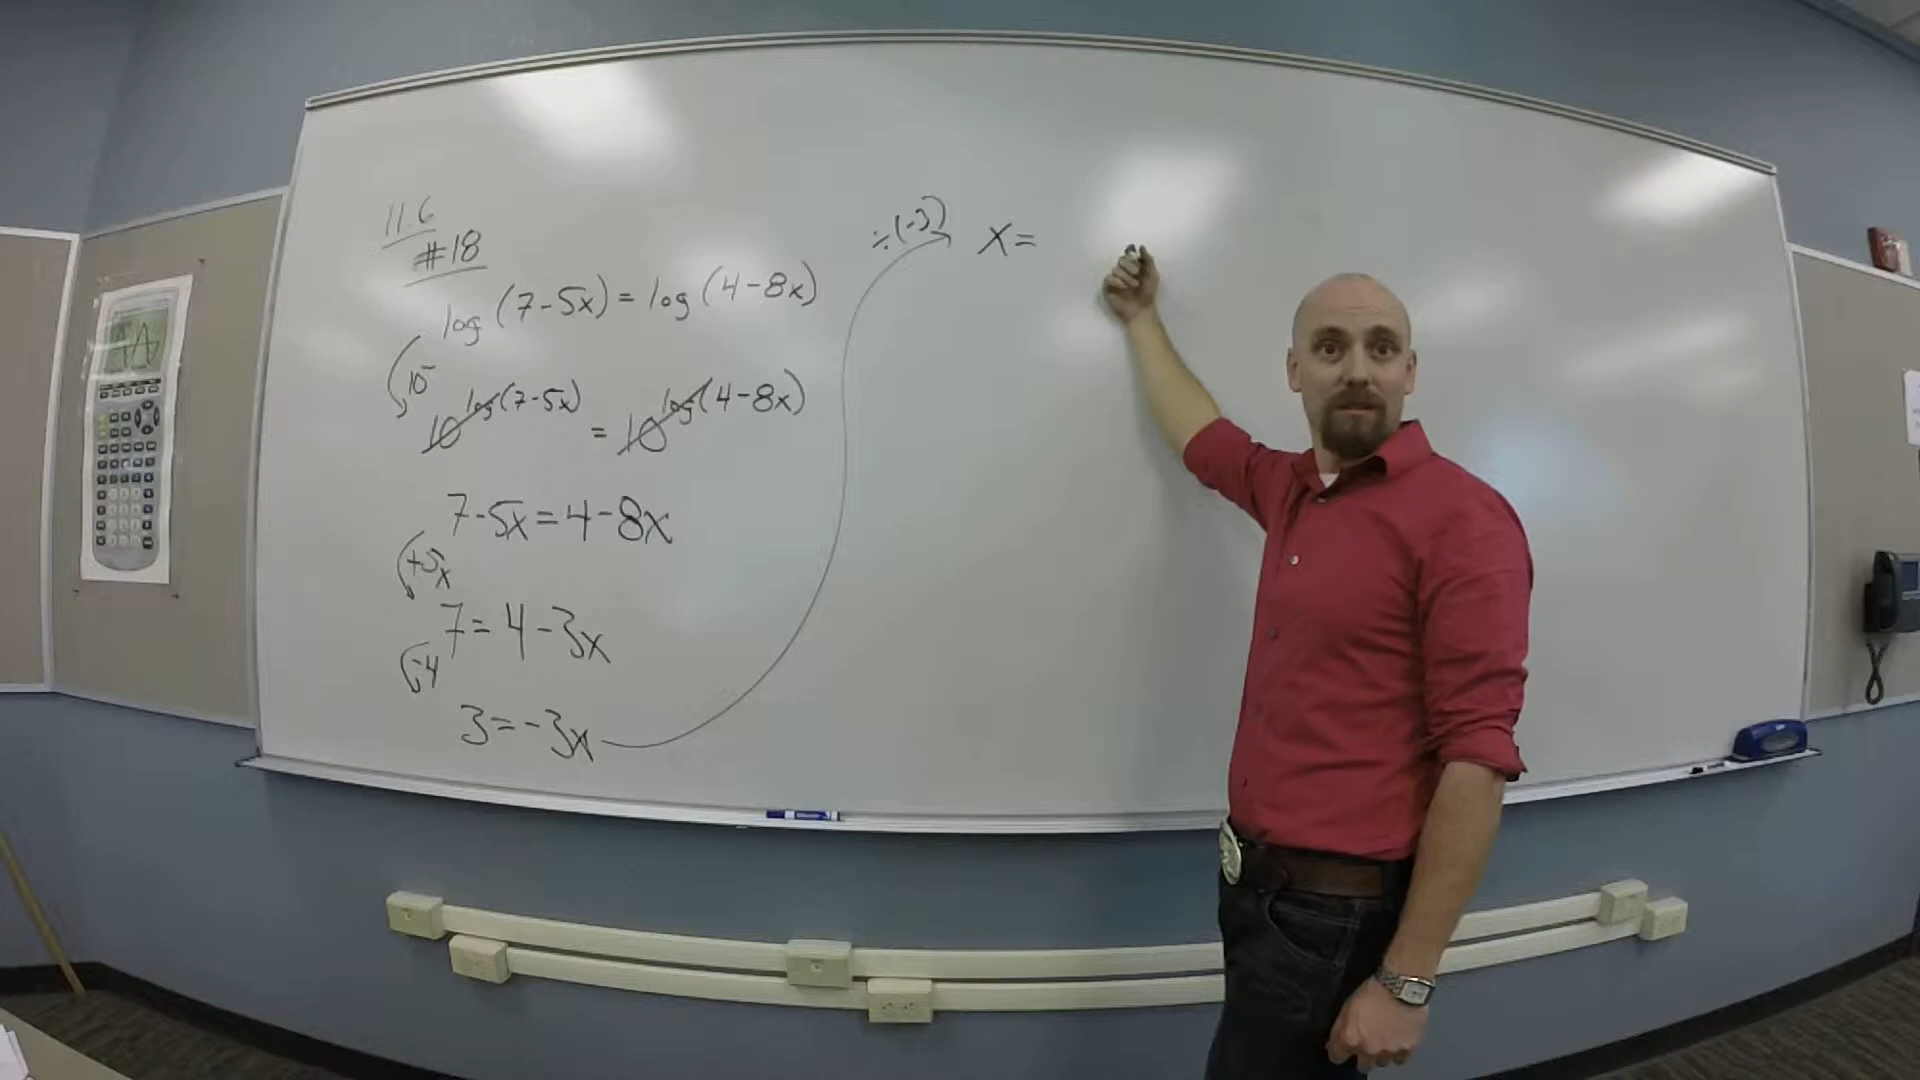 11.6
#18
log(7-5x) = log(4-8x)
10
10^log(7-5x) = 10^log(4-8x)
7-5x=4-8x
+5x
7=4-3x
-4
3=-3x
÷(-3) x=